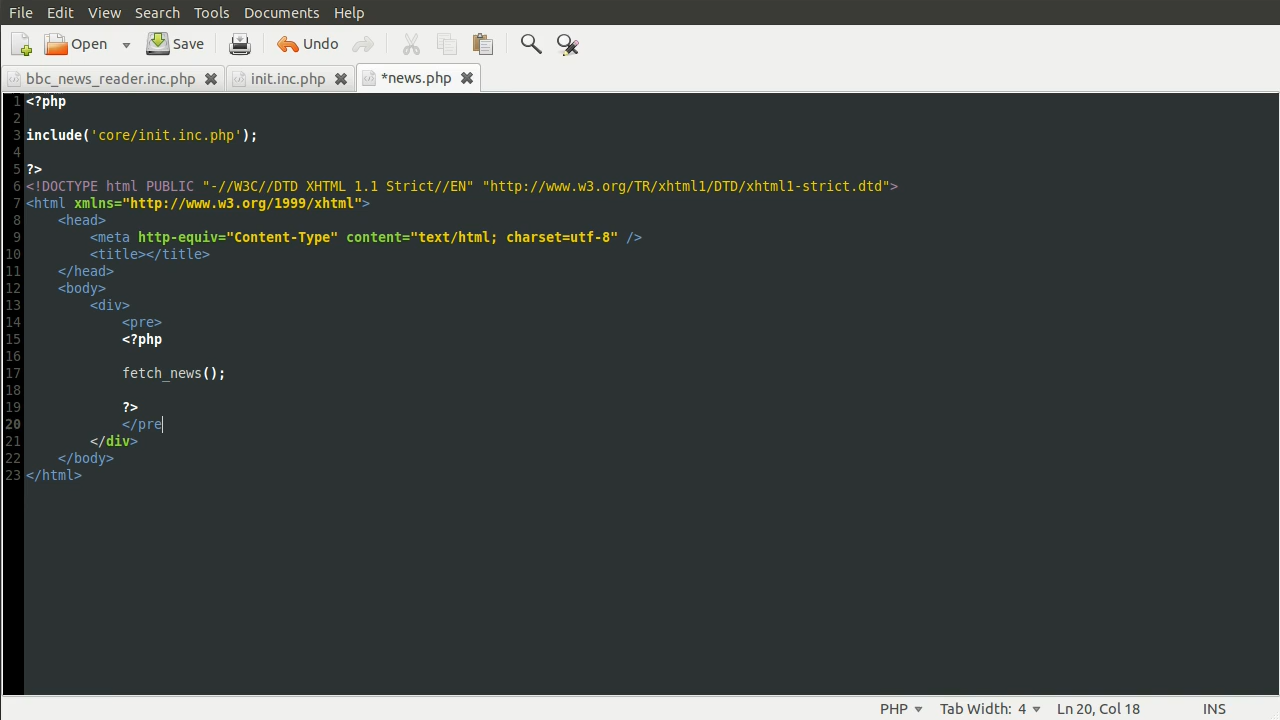 File Edit View Search Tools Documents Help
Open Save Undo
bbc_news_reader.inc.php init.inc.php *news.php
1 <?php
2
3 include('core/init.inc.php');
4
5 ?>
6 <!DOCTYPE html PUBLIC "-//W3C//DTD XHTML 1.1 Strict//EN" "http://www.w3.org/TR/xhtml1/DTD/xhtml1-strict.dtd">
7 <html xmlns="http://www.w3.org/1999/xhtml">
8 <head>
9 <meta http-equiv="Content-Type" content="text/html; charset=utf-8" />
10 <title></title>
11 </head>
12 <body>
13 <div>
14 <pre>
15 <?php
16
17 fetch_news();
18
19 ?>
20 </pre
21 </div>
22 </body>
23 </html>
PHP Tab Width: 4 Ln 20, Col 18 INS